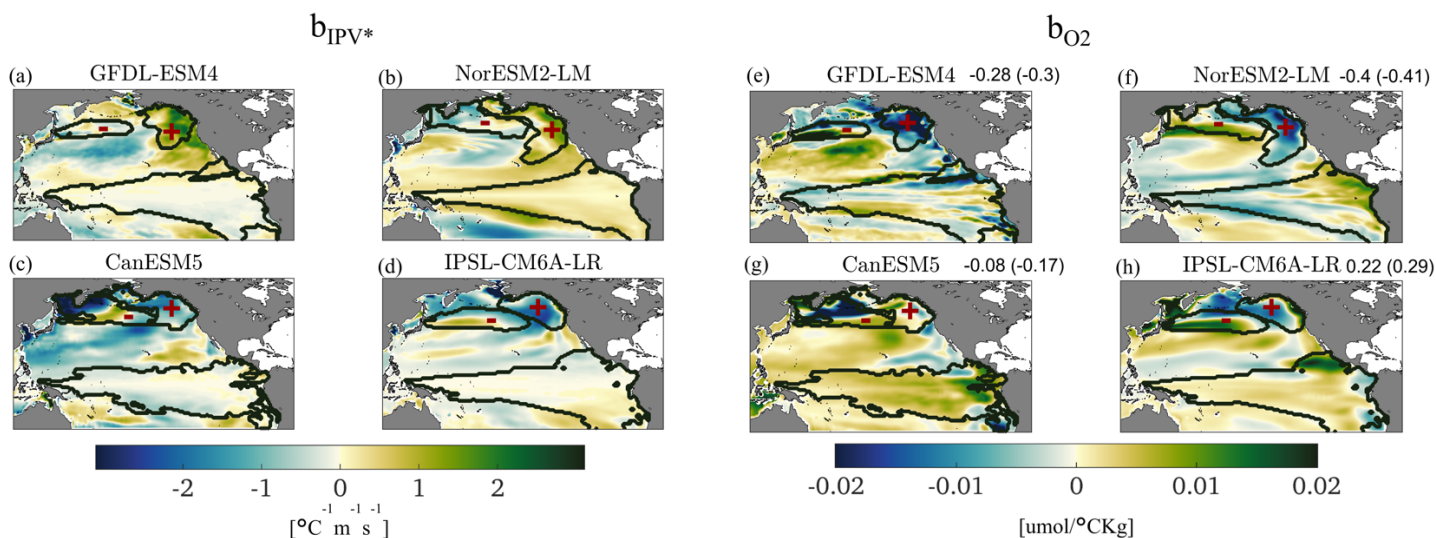 b_IPV*
b_O2
(a) GFDL-ESM4
(b) NorESM2-LM
(e) GFDL-ESM4 -0.28 (-0.3)
(f) NorESM2-LM -0.4 (-0.41)
- +
- +
- +
- +
(c) CanESM5
(d) IPSL-CM6A-LR
(g) CanESM5 -0.08 (-0.17)
(h) IPSL-CM6A-LR 0.22 (0.29)
- +
- +
- +
- +
-2 -1 0 1 2
-0.02 -0.01 0 0.01 0.02
[°C⁻¹ m⁻¹ s⁻¹]
[umol/°CKg]